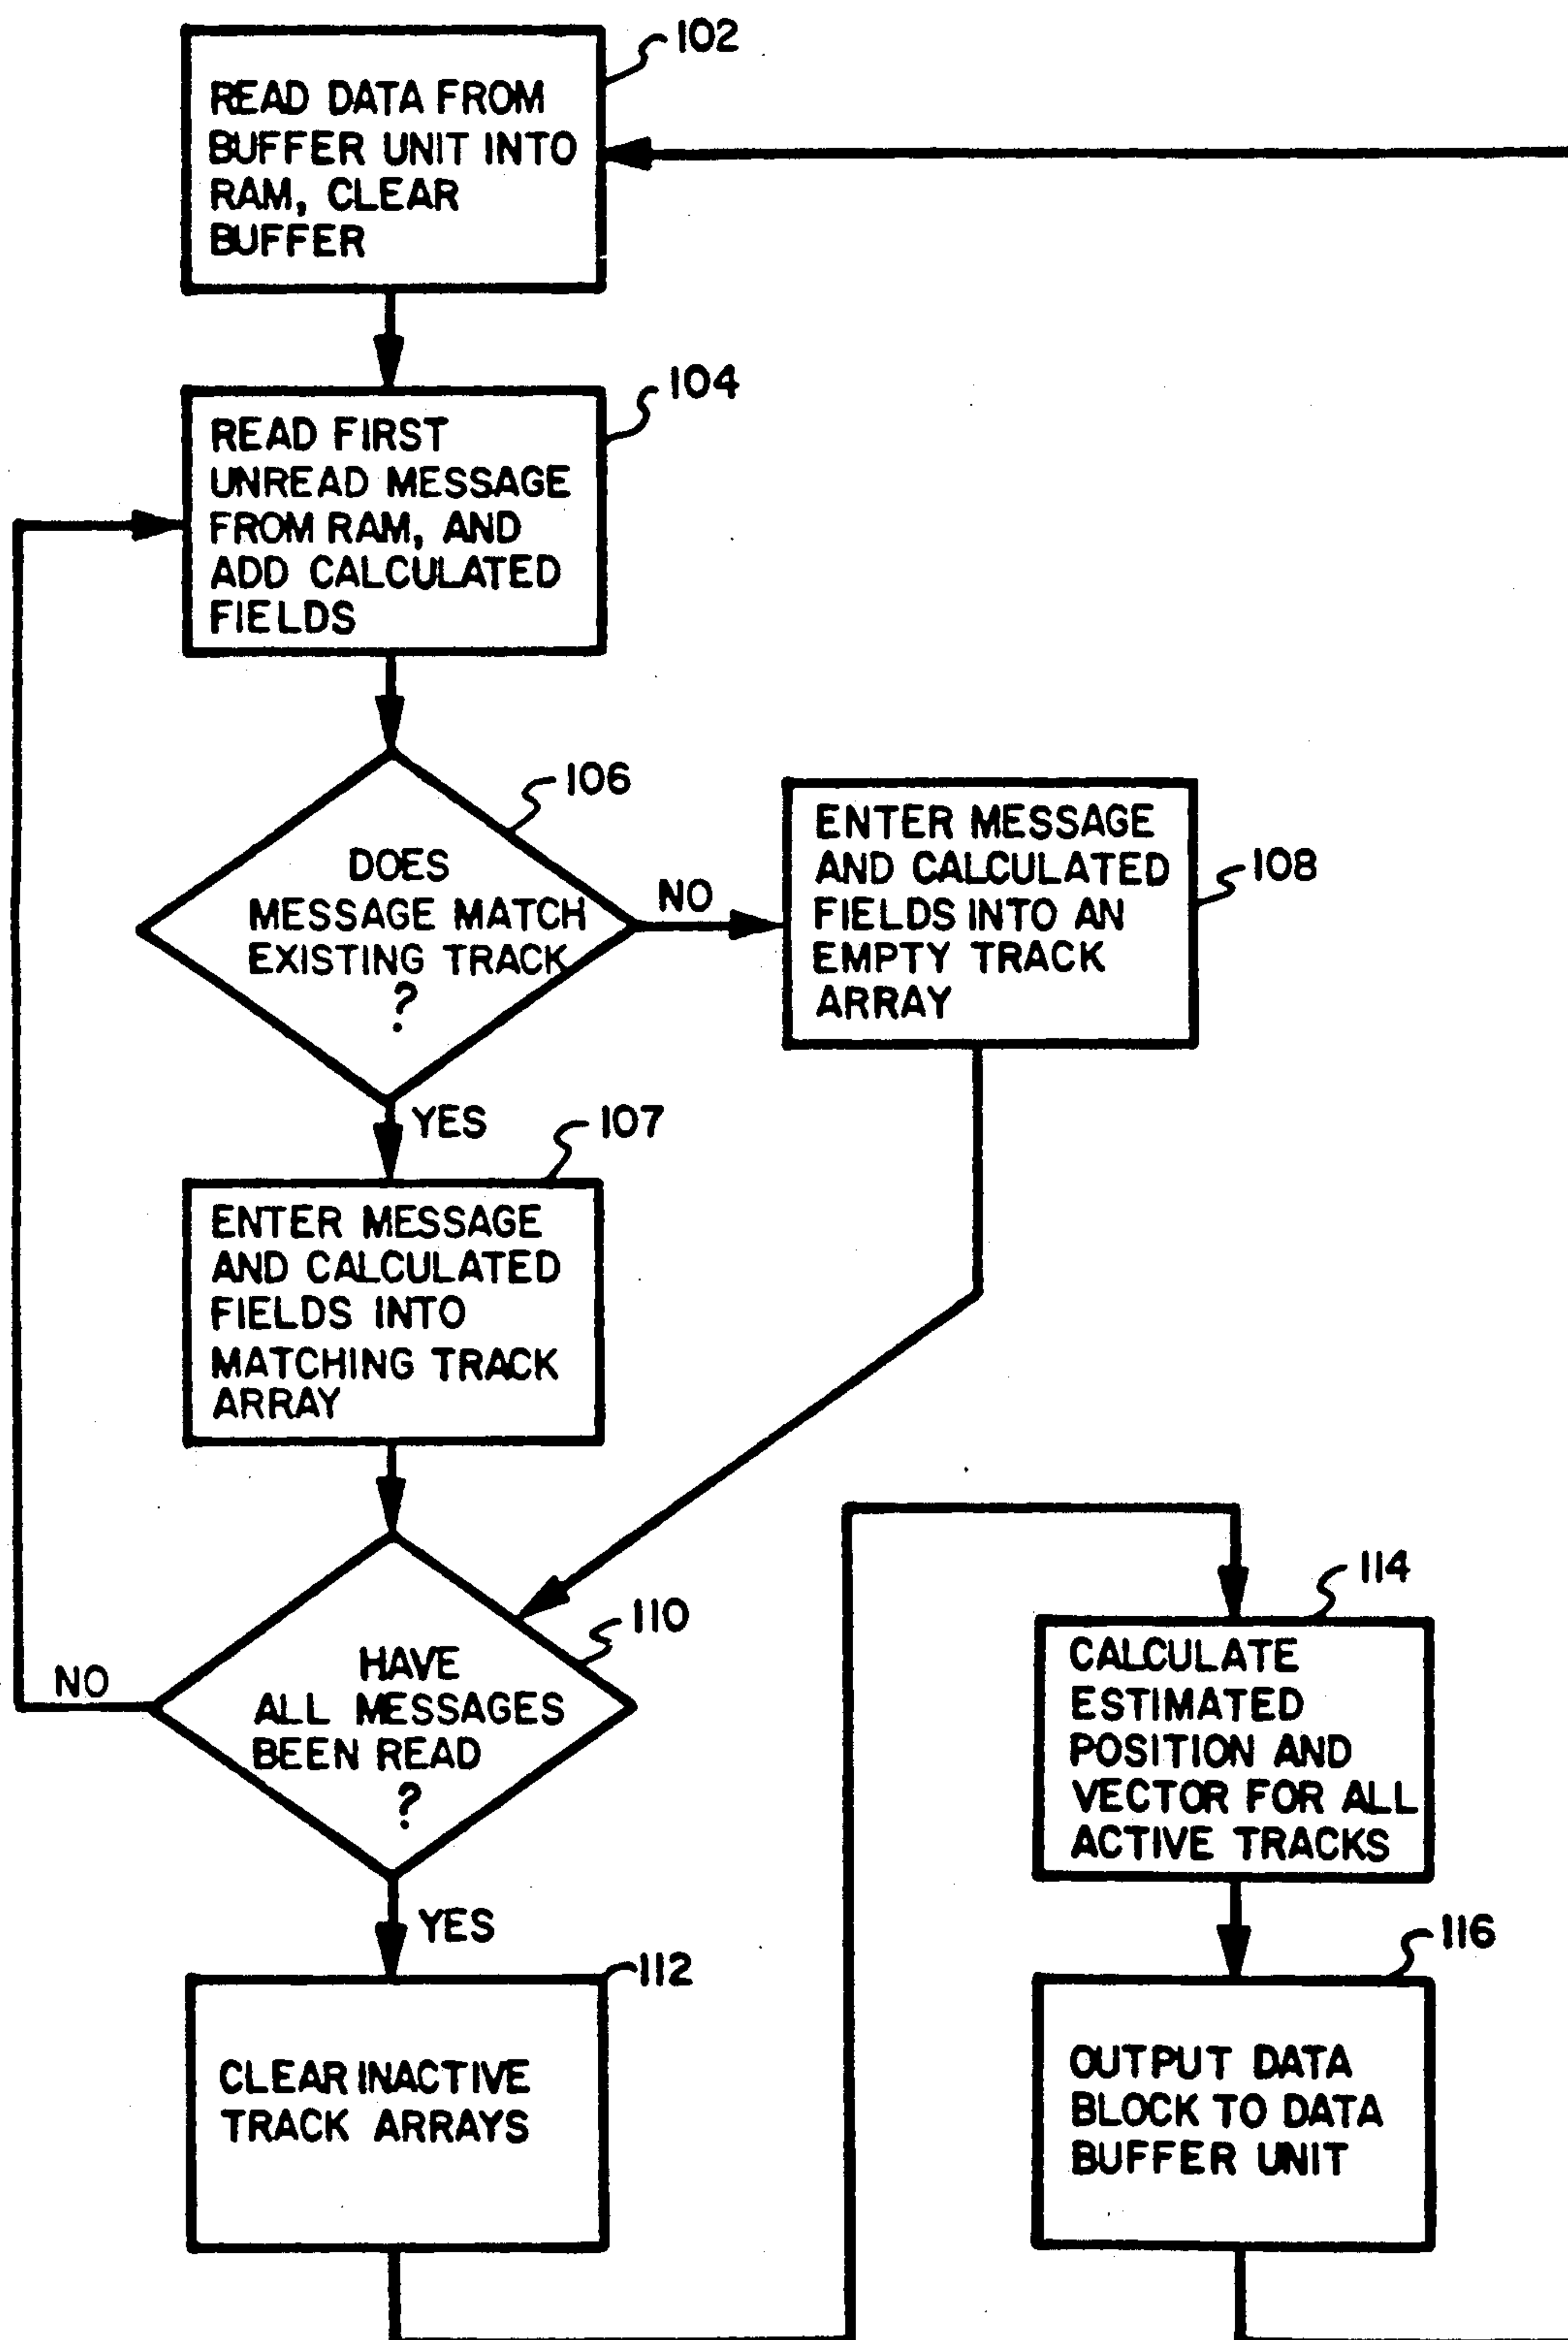 102
READ DATA FROM
BUFFER UNIT INTO
RAM, CLEAR
BUFFER
104
READ FIRST
UNREAD MESSAGE
FROM RAM, AND
ADD CALCULATED
FIELDS
106
DOES
MESSAGE MATCH
EXISTING TRACK
?
NO
108
ENTER MESSAGE
AND CALCULATED
FIELDS INTO AN
EMPTY TRACK
ARRAY
YES
107
ENTER MESSAGE
AND CALCULATED
FIELDS INTO
MATCHING TRACK
ARRAY
110
HAVE
ALL MESSAGES
BEEN READ
?
NO
YES
112
CLEAR INACTIVE
TRACK ARRAYS
114
CALCULATE
ESTIMATED
POSITION AND
VECTOR FOR ALL
ACTIVE TRACKS
116
OUTPUT DATA
BLOCK TO DATA
BUFFER UNIT